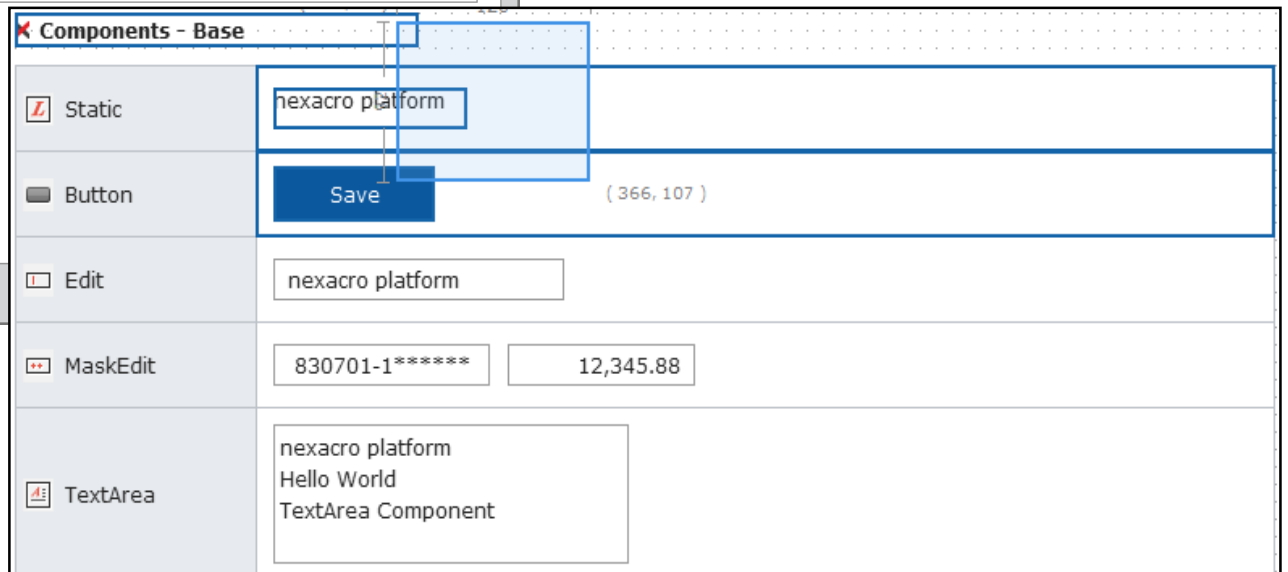 Components - Base
Static
nexacro platform
Button
Save
( 366, 107 )
Edit
nexacro platform
MaskEdit
830701-1******
12,345.88
TextArea
nexacro platform
Hello World
TextArea Component